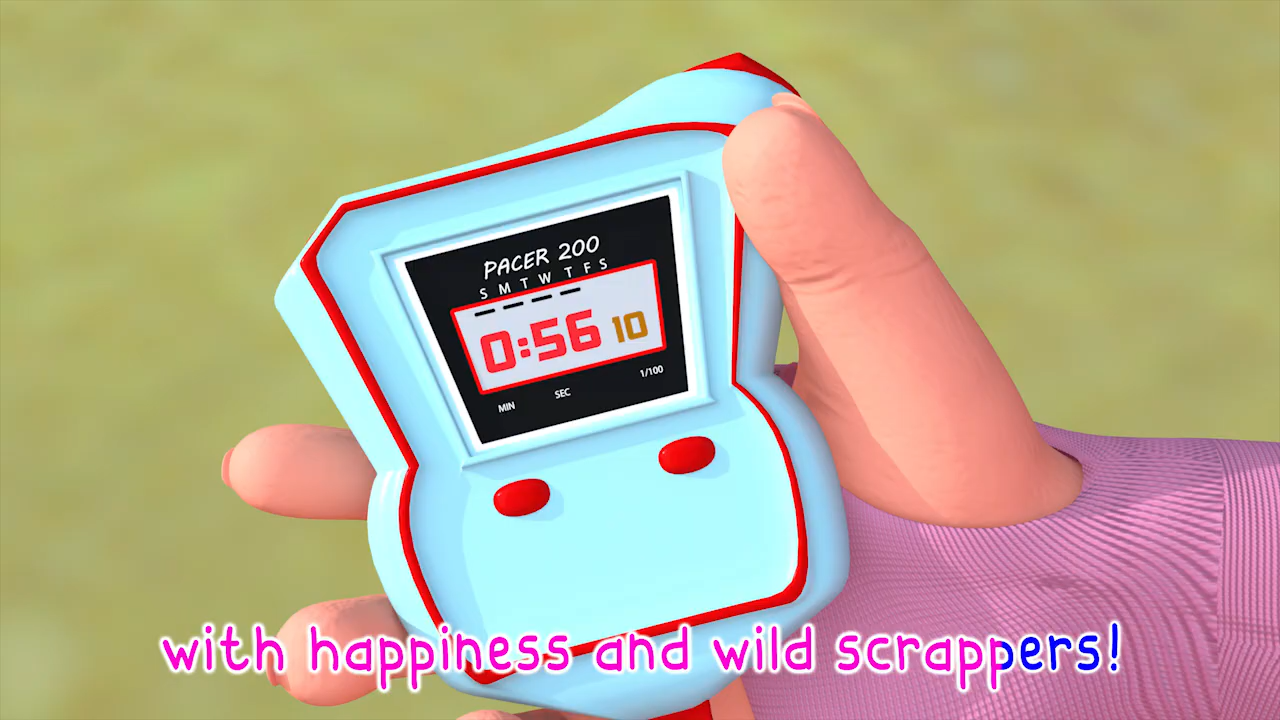 PACER 200
S M T W T F S
0:56 10
MIN SEC 1/100
with happiness and wild scrappers!